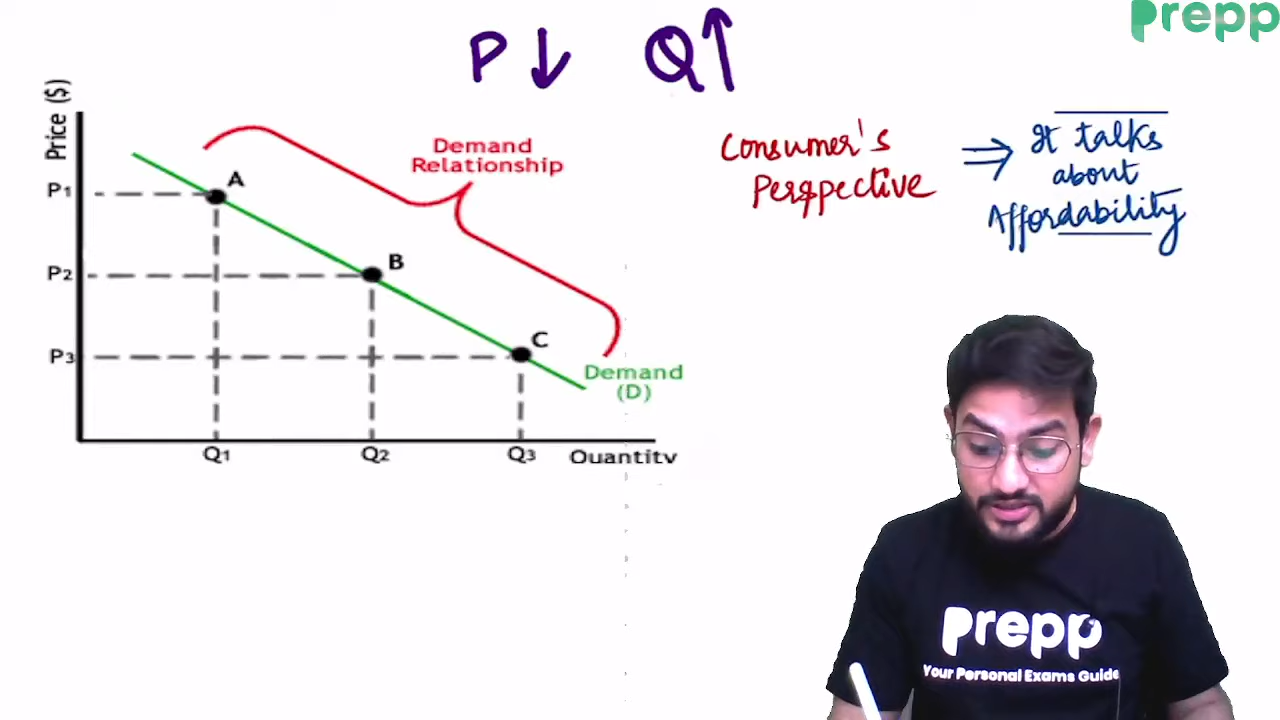 prepp
P↓ Q↑
Price ($)
Demand
Relationship
Consumer's
Perspective
⇒ It talks
about
Affordability
P1
A
P2
B
P3
C
Demand
(D)
Q1 Q2 Q3 Quantity
prepp
Your Personal Exams Guide